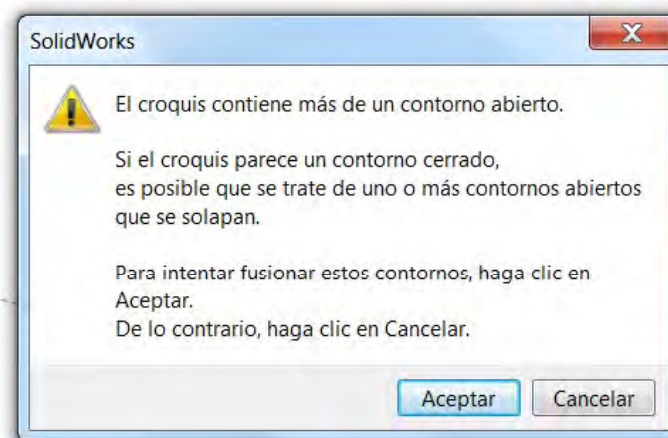 SolidWorks
El croquis contiene más de un contorno abierto.
Si el croquis parece un contorno cerrado,
es posible que se trate de uno o más contornos abiertos
que se solapan.
Para intentar fusionar estos contornos, haga clic en
Aceptar.
De lo contrario, haga clic en Cancelar.
Aceptar
Cancelar